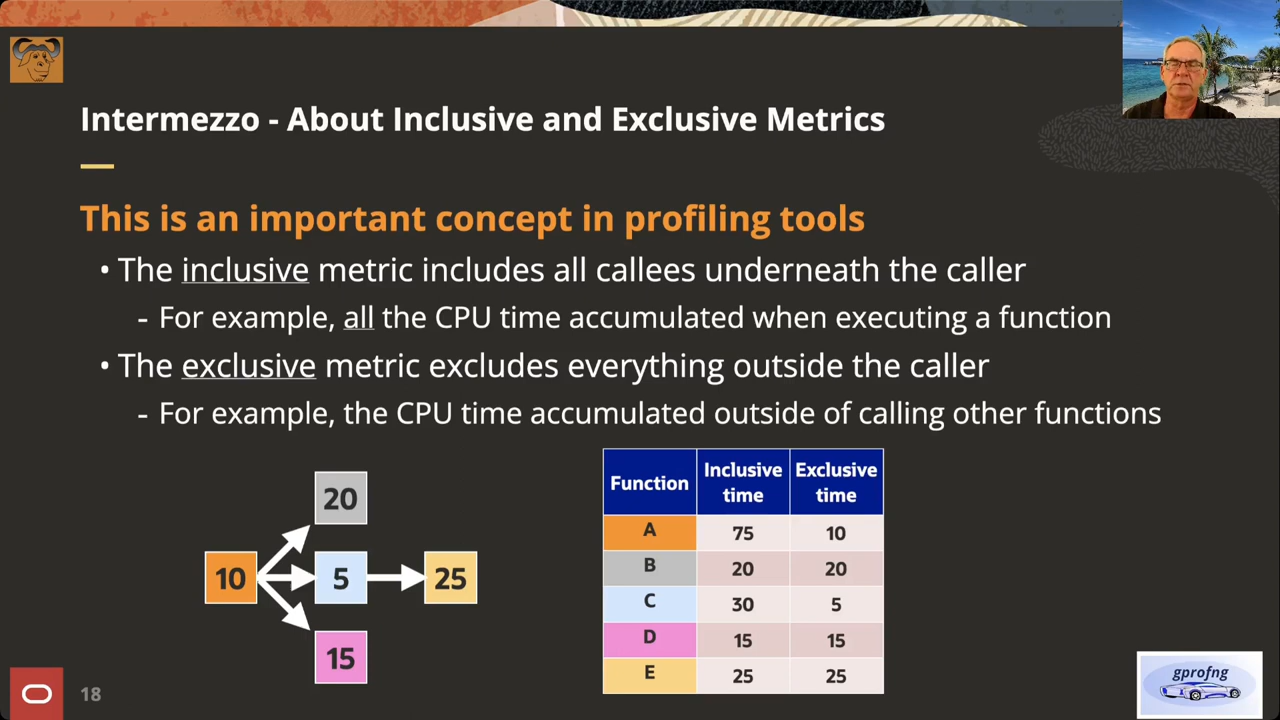 Intermezzo - About Inclusive and Exclusive Metrics
This is an important concept in profiling tools
• The inclusive metric includes all callees underneath the caller
- For example, all the CPU time accumulated when executing a function
• The exclusive metric excludes everything outside the caller
- For example, the CPU time accumulated outside of calling other functions
20
10 5 25
15
Function Inclusive time Exclusive time
A 75 10
B 20 20
C 30 5
D 15 15
E 25 25
18
gprofng